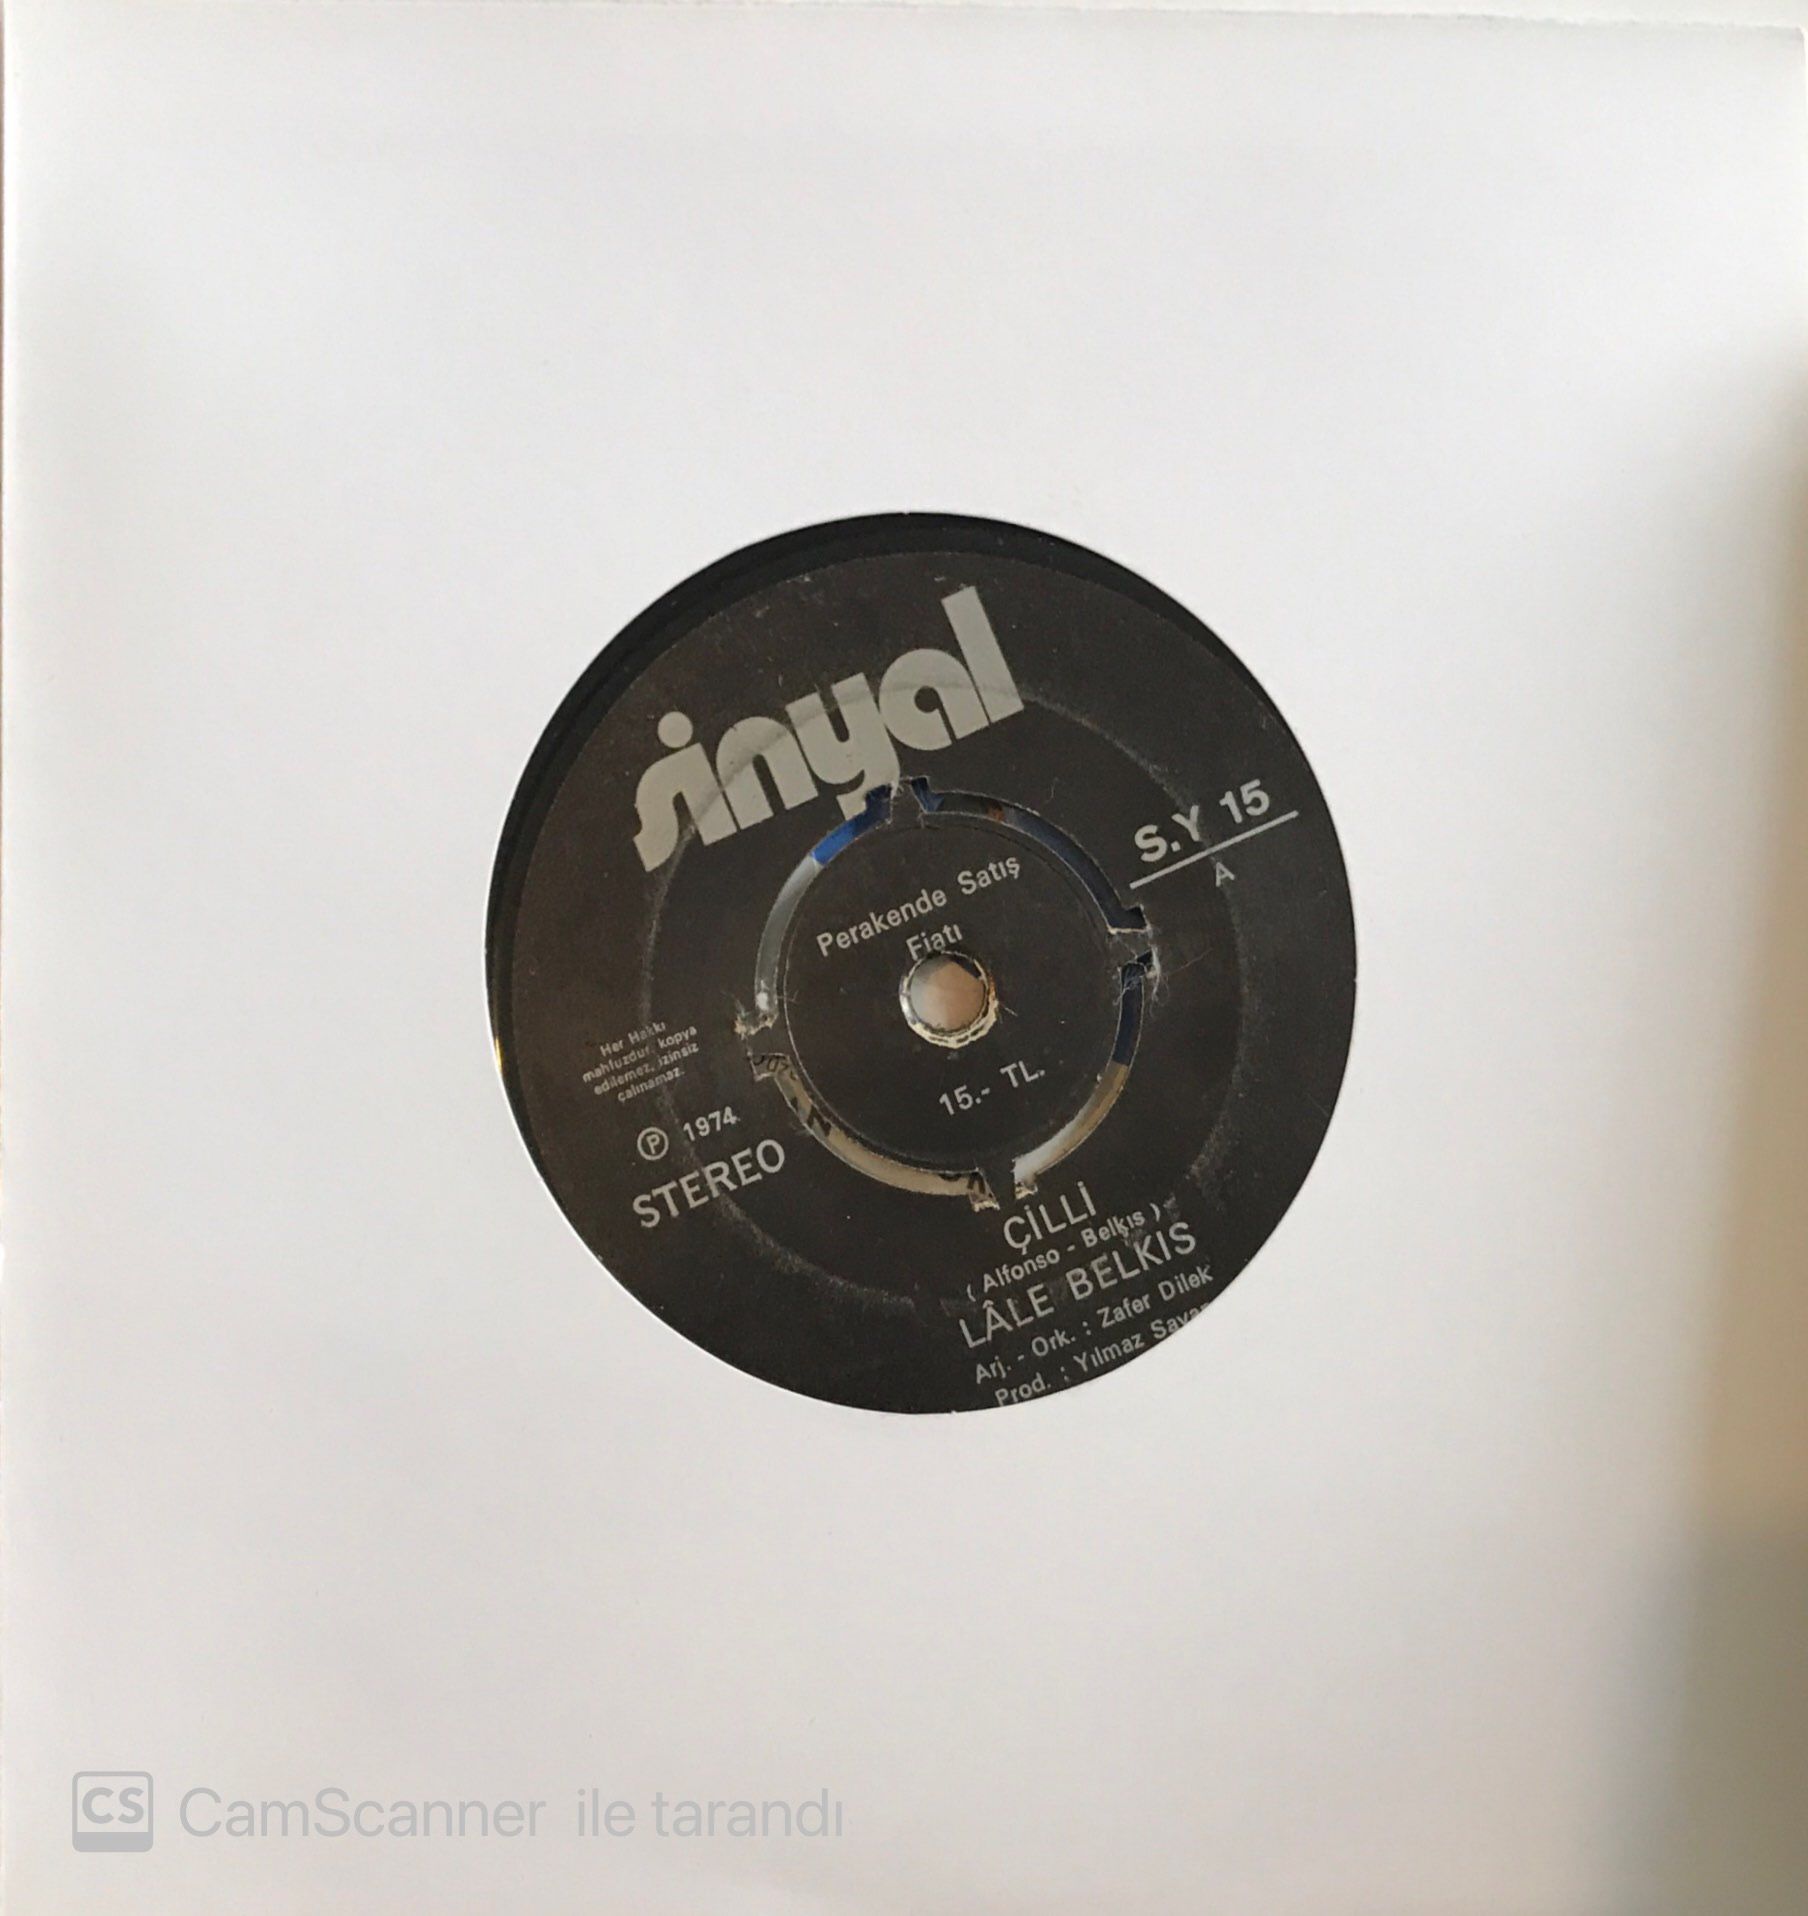 sinyal
S.Y 15
A
Perakende Satış
Fiatı
15.- TL.
Her Hakkı
mahfuzdur. kopya
edilemez, izinsiz
çalınamaz.
Ⓟ 1974
STEREO
ÇİLLİ
( Alfonso - Belkıs )
LÂLE BELKIS
Arj. - Ork. : Zafer Dilek
Prod. : Yılmaz
CS CamScanner ile tarandı